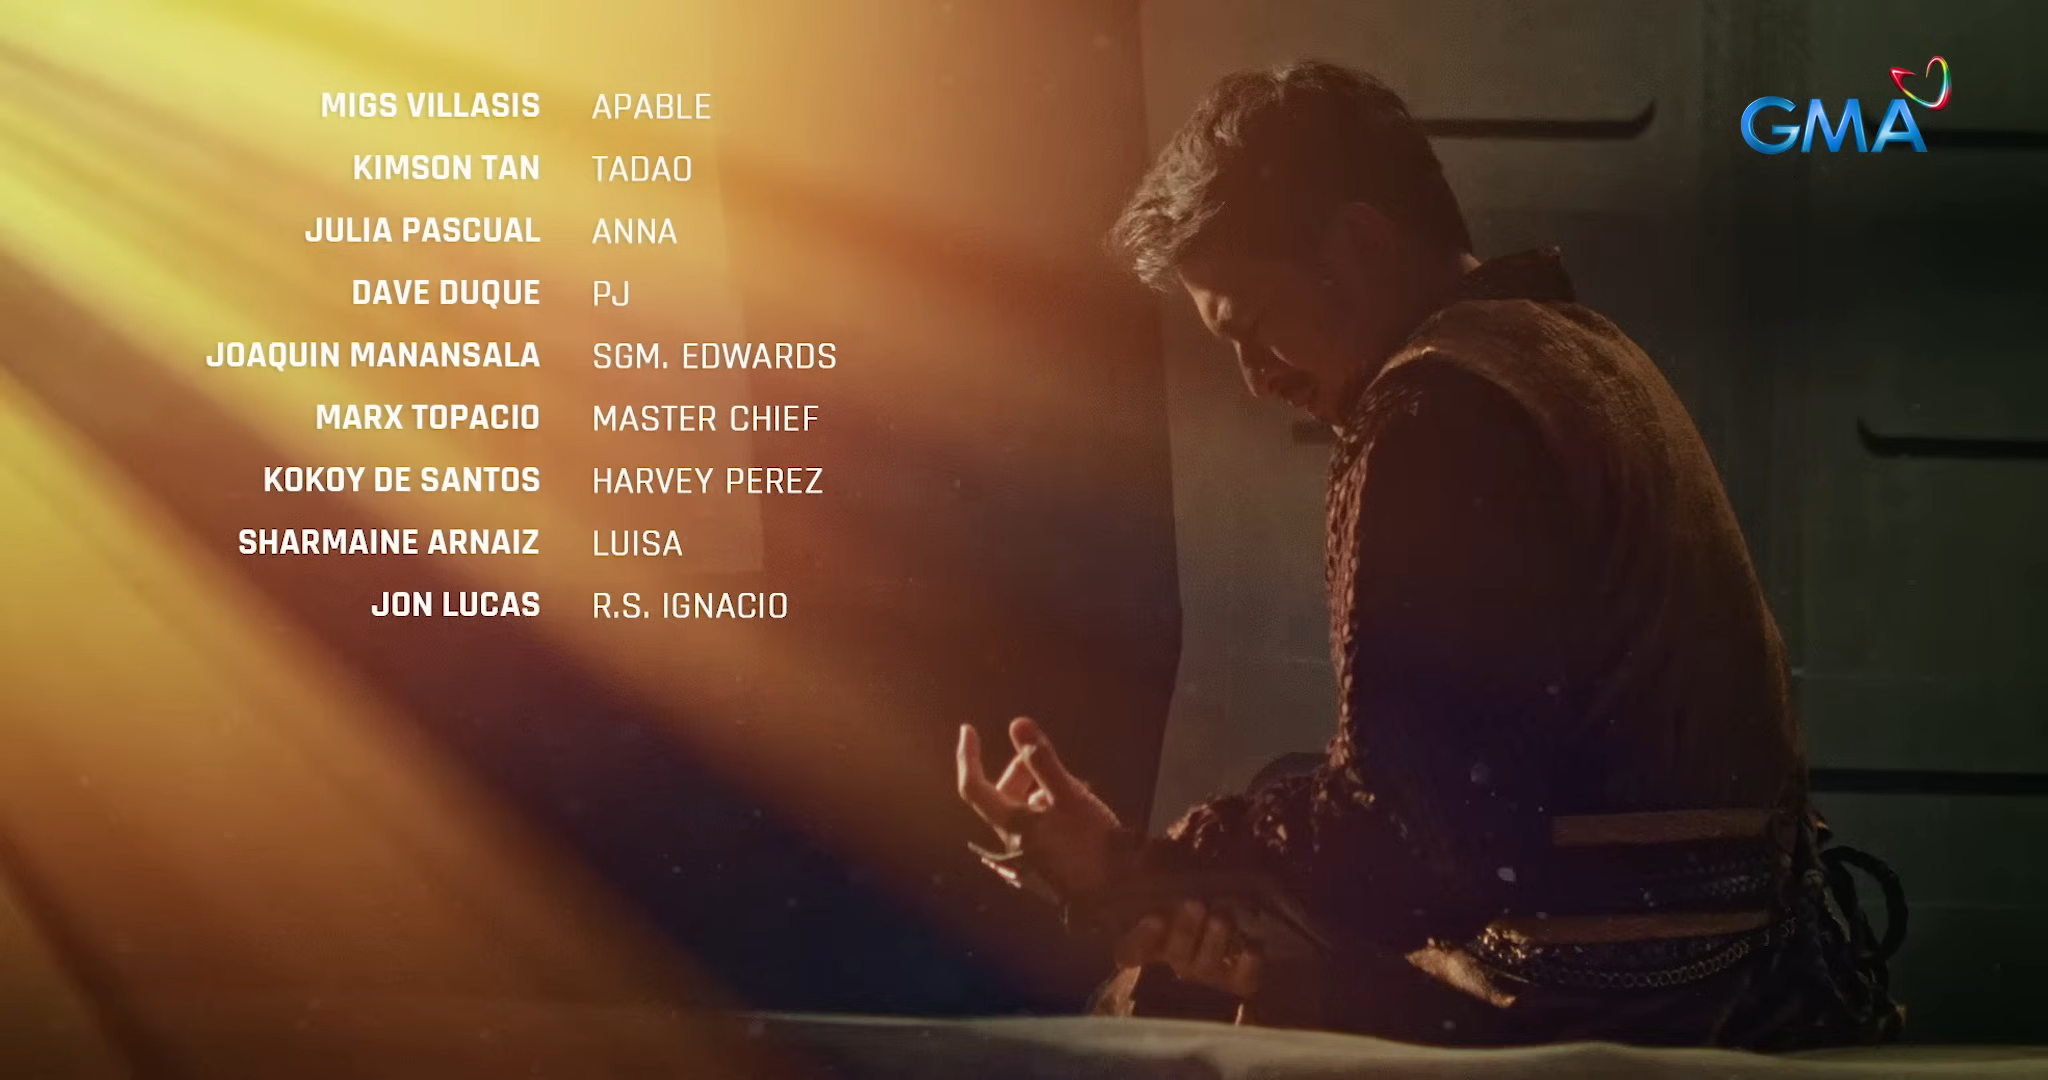 MIGS VILLASIS APABLE
KIMSON TAN TADAO
JULIA PASCUAL ANNA
DAVE DUQUE PJ
JOAQUIN MANANSALA SGM. EDWARDS
MARX TOPACIO MASTER CHIEF
KOKOY DE SANTOS HARVEY PEREZ
SHARMAINE ARNAIZ LUISA
JON LUCAS R.S. IGNACIO
GMA